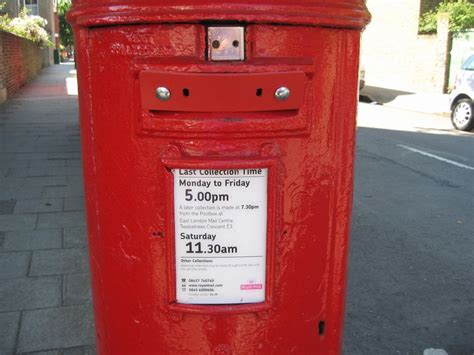 Last Collection Time
Monday to Friday
5.00pm
A later collection is made at 7.30pm
from the Postbox at
East London Mail Centre,
Twelvetrees Crescent E3
Saturday
11.30am
Other Collections